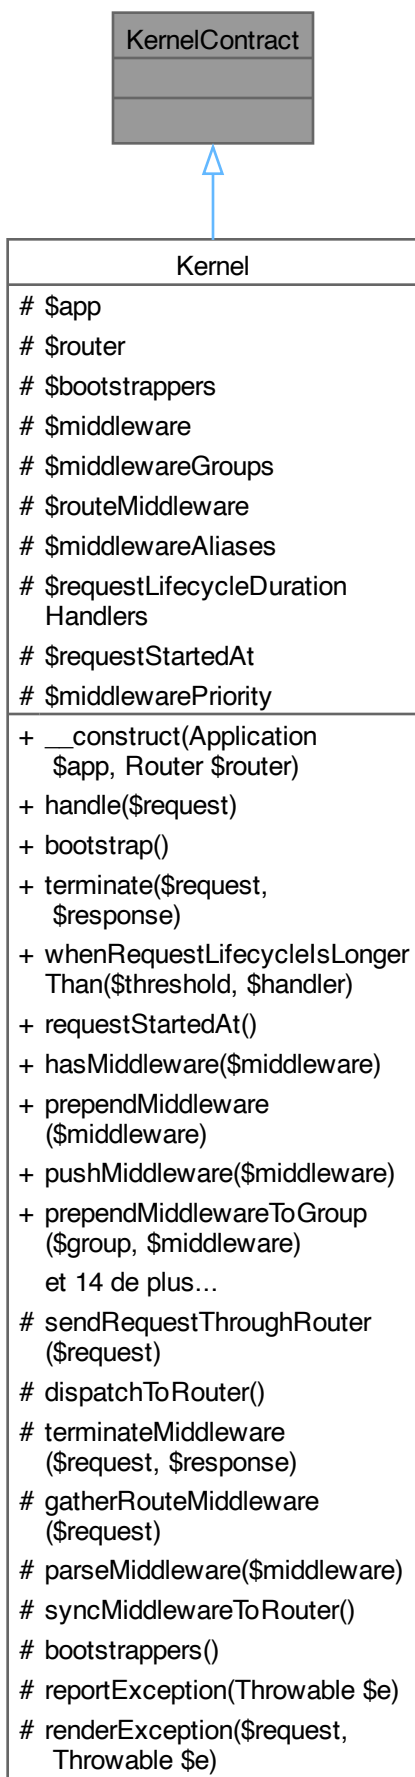 KernelContract
Kernel
# $app
# $router
# $bootstrappers
# $middleware
# $middlewareGroups
# $routeMiddleware
# $middlewareAliases
# $requestLifecycleDuration
Handlers
# $requestStartedAt
# $middlewarePriority
+ __construct(Application
$app, Router $router)
+ handle($request)
+ bootstrap()
+ terminate($request,
$response)
+ whenRequestLifecycleIsLonger
Than($threshold, $handler)
+ requestStartedAt()
+ hasMiddleware($middleware)
+ prependMiddleware
($middleware)
+ pushMiddleware($middleware)
+ prependMiddlewareToGroup
($group, $middleware)
et 14 de plus...
# sendRequestThroughRouter
($request)
# dispatchToRouter()
# terminateMiddleware
($request, $response)
# gatherRouteMiddleware
($request)
# parseMiddleware($middleware)
# syncMiddlewareToRouter()
# bootstrappers()
# reportException(Throwable $e)
# renderException($request,
Throwable $e)